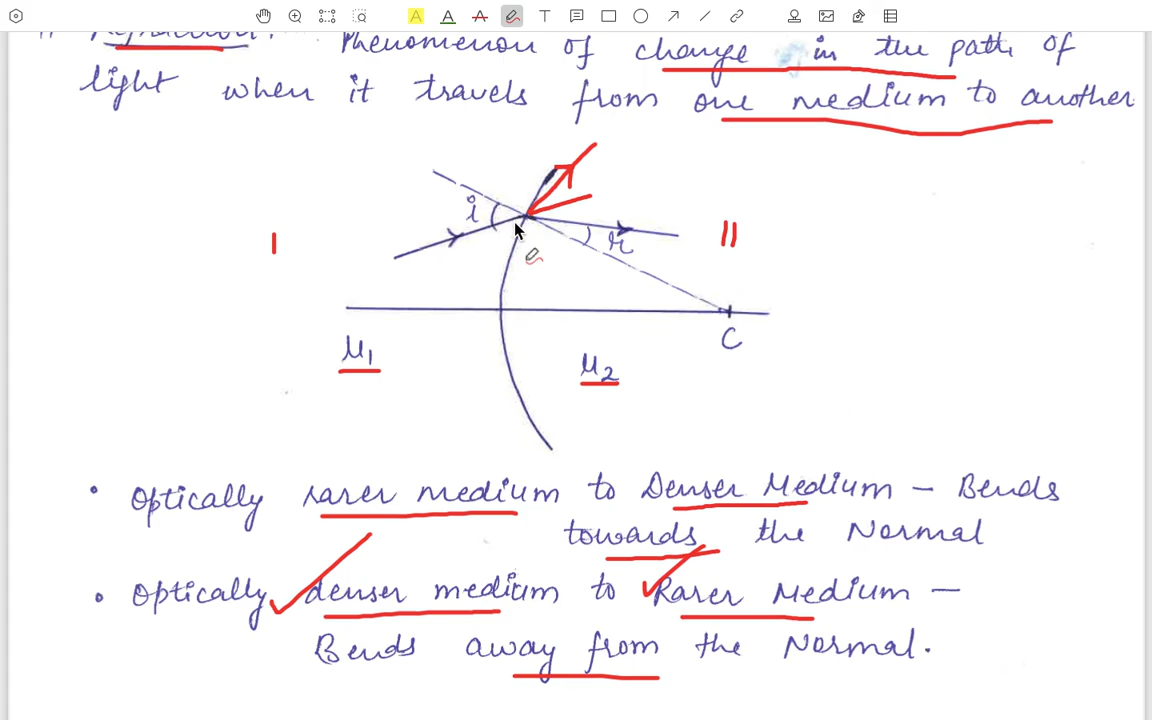 Refraction: Phenomenon of change in the path of
light when it travels from one medium to another
i
r
I
II
C
μ1
μ2
• Optically rarer medium to Denser Medium – Bends
towards the Normal
• Optically denser medium to Rarer Medium –
Bends away from the Normal.